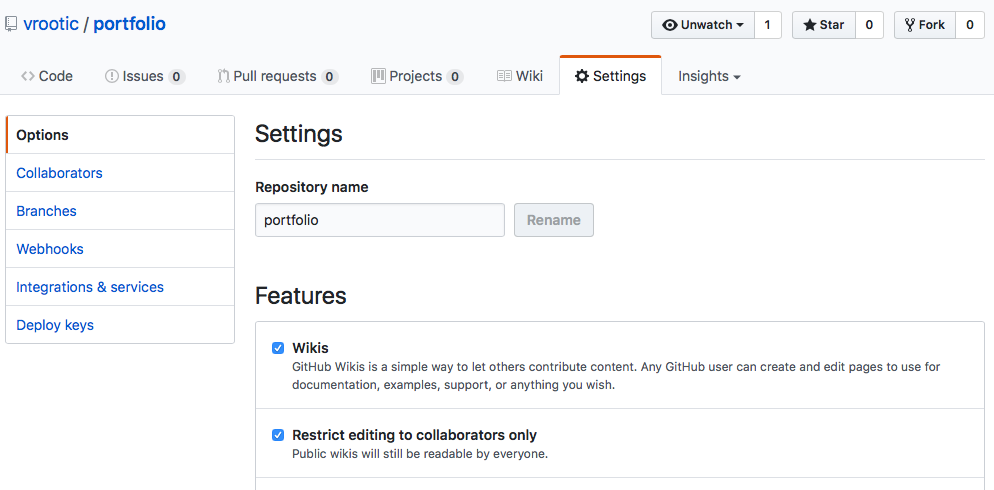 vrootic / portfolio
Unwatch 1 Star 0 Fork 0
Code Issues 0 Pull requests 0 Projects 0 Wiki Settings Insights
Options
Collaborators
Branches
Webhooks
Integrations & services
Deploy keys
Settings
Repository name
portfolio Rename
Features
Wikis
GitHub Wikis is a simple way to let others contribute content. Any GitHub user can create and edit pages to use for
documentation, examples, support, or anything you wish.
Restrict editing to collaborators only
Public wikis will still be readable by everyone.